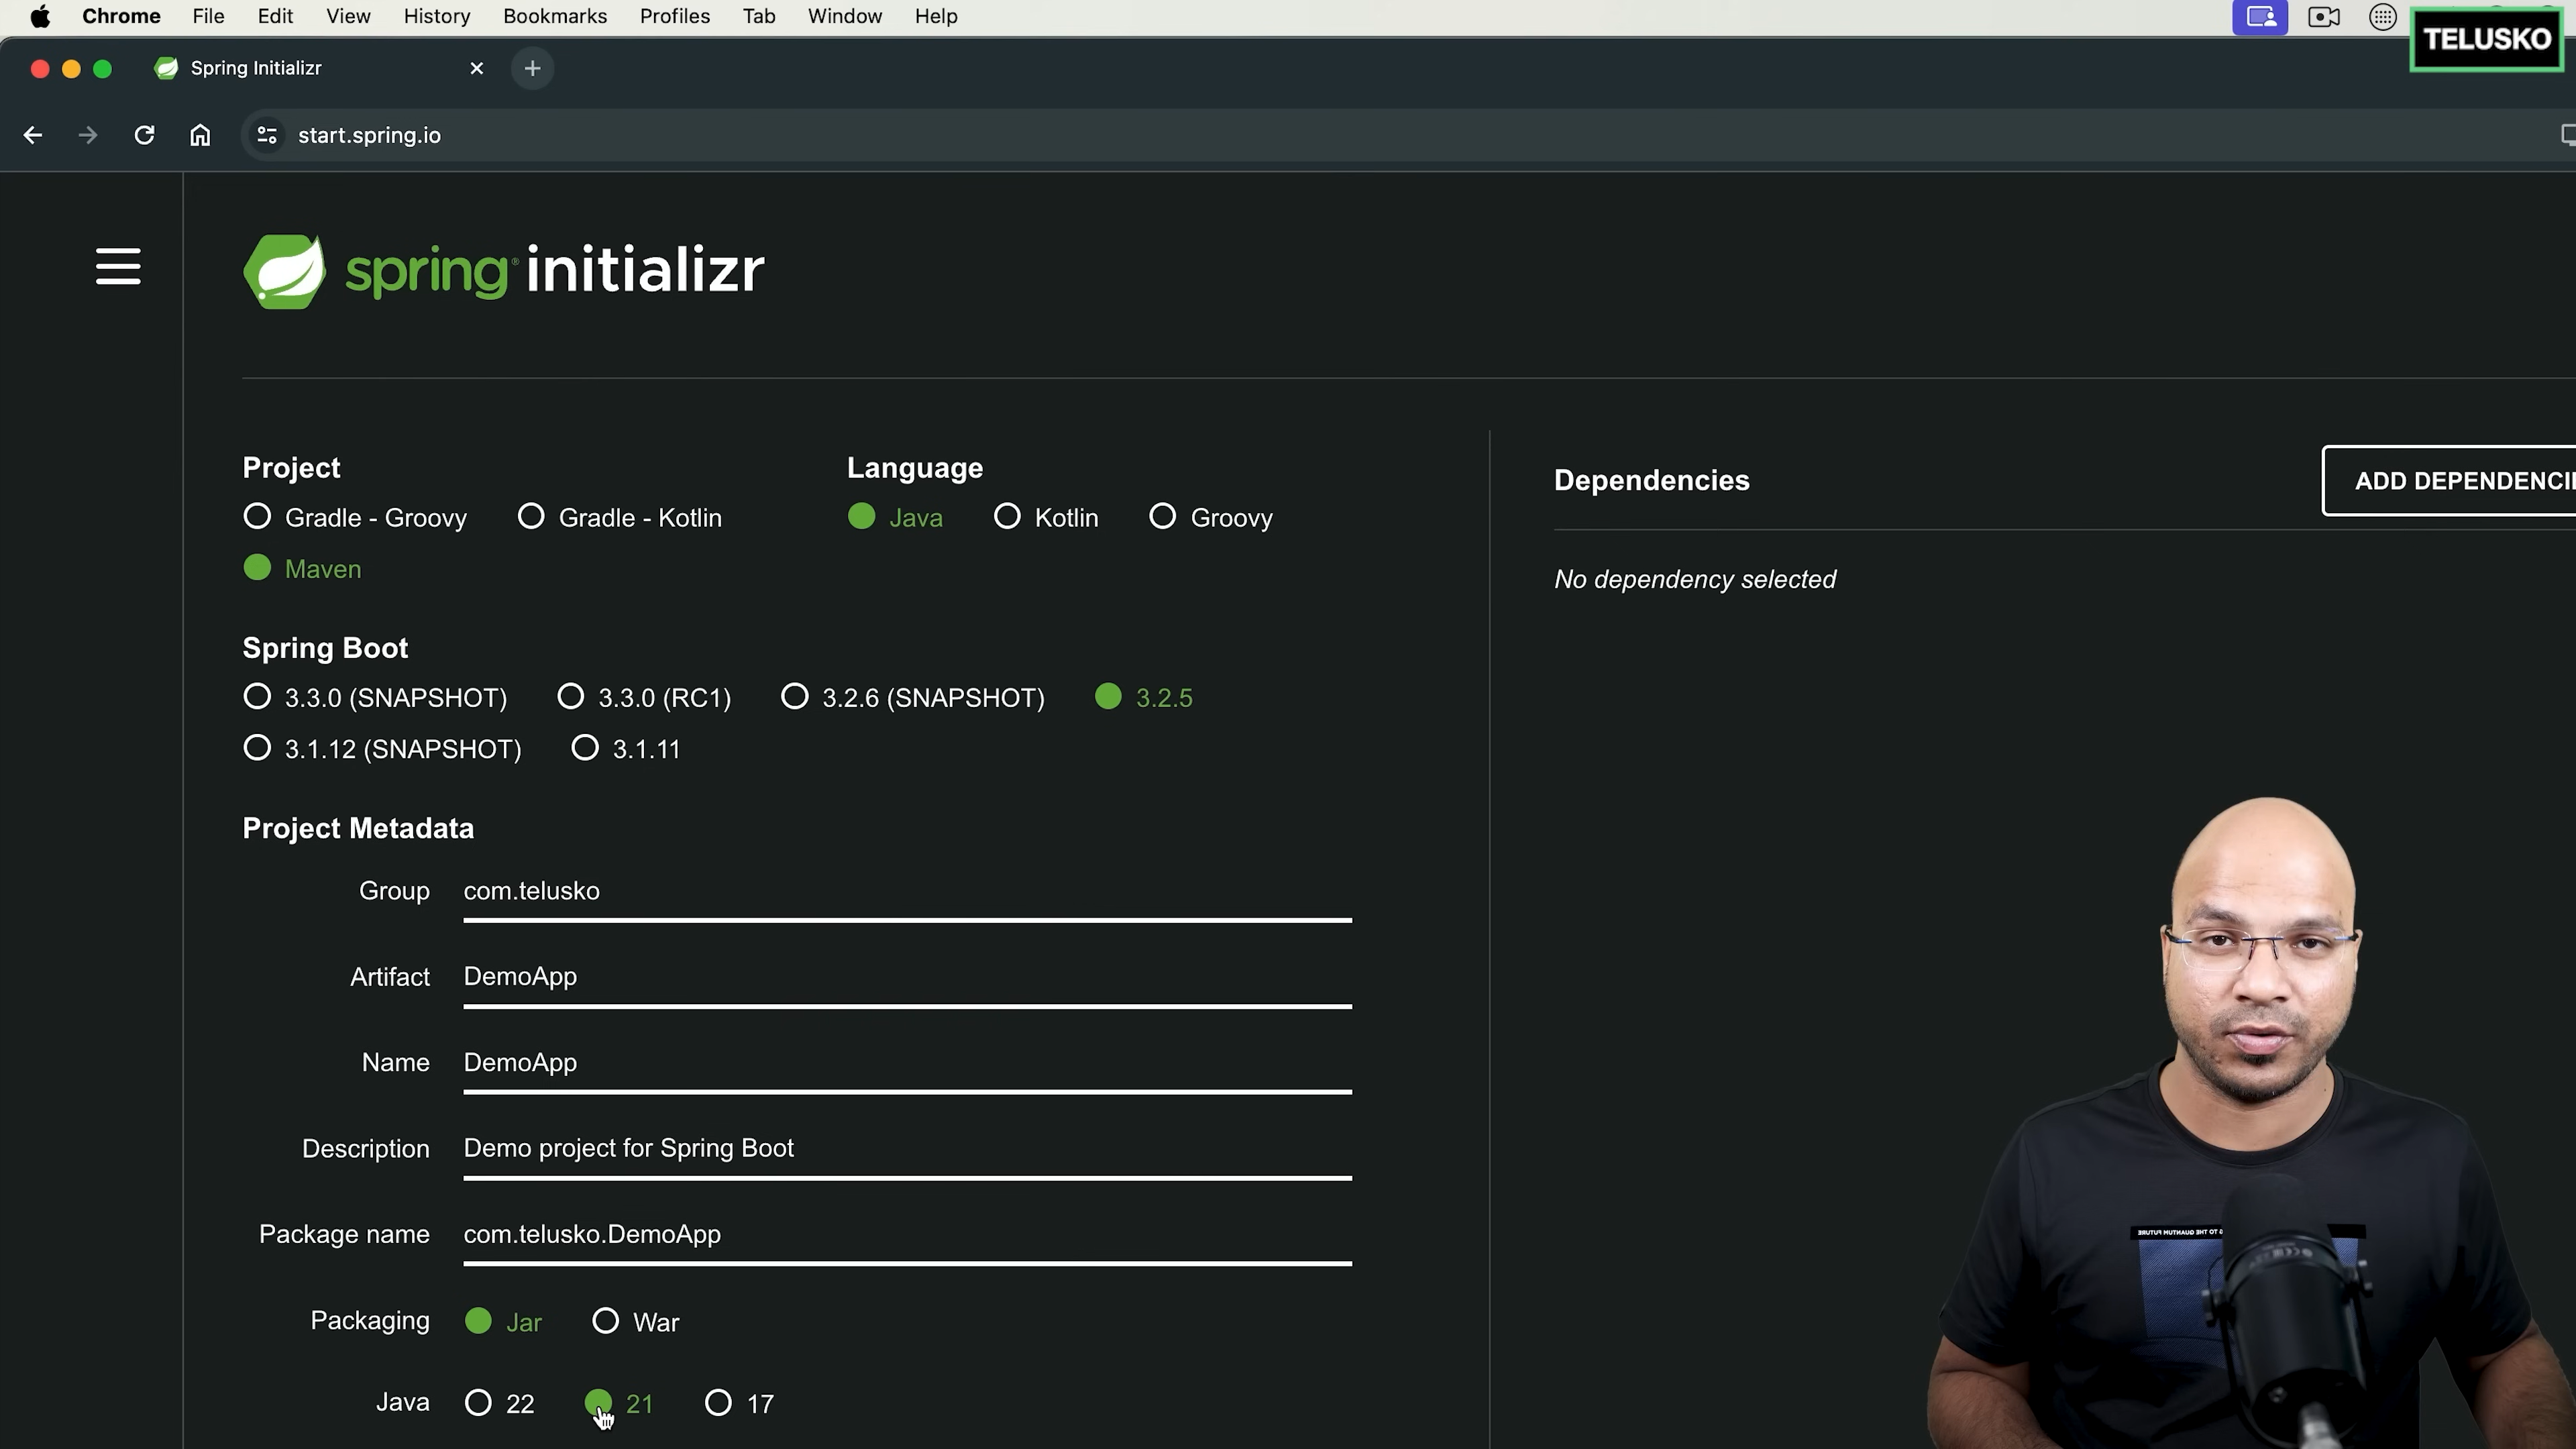 Chrome File Edit View History Bookmarks Profiles Tab Window Help
TELUSKO
Spring Initializr
start.spring.io
spring initializr
Project
Gradle - Groovy Gradle - Kotlin
Maven
Language
Java Kotlin Groovy
Spring Boot
3.3.0 (SNAPSHOT) 3.3.0 (RC1) 3.2.6 (SNAPSHOT) 3.2.5
3.1.12 (SNAPSHOT) 3.1.11
Project Metadata
Group com.telusko
Artifact DemoApp
Name DemoApp
Description Demo project for Spring Boot
Package name com.telusko.DemoApp
Packaging Jar War
Java 22 21 17
Dependencies
ADD DEPENDENCI
No dependency selected
TO THE QUANTUM FUTURE